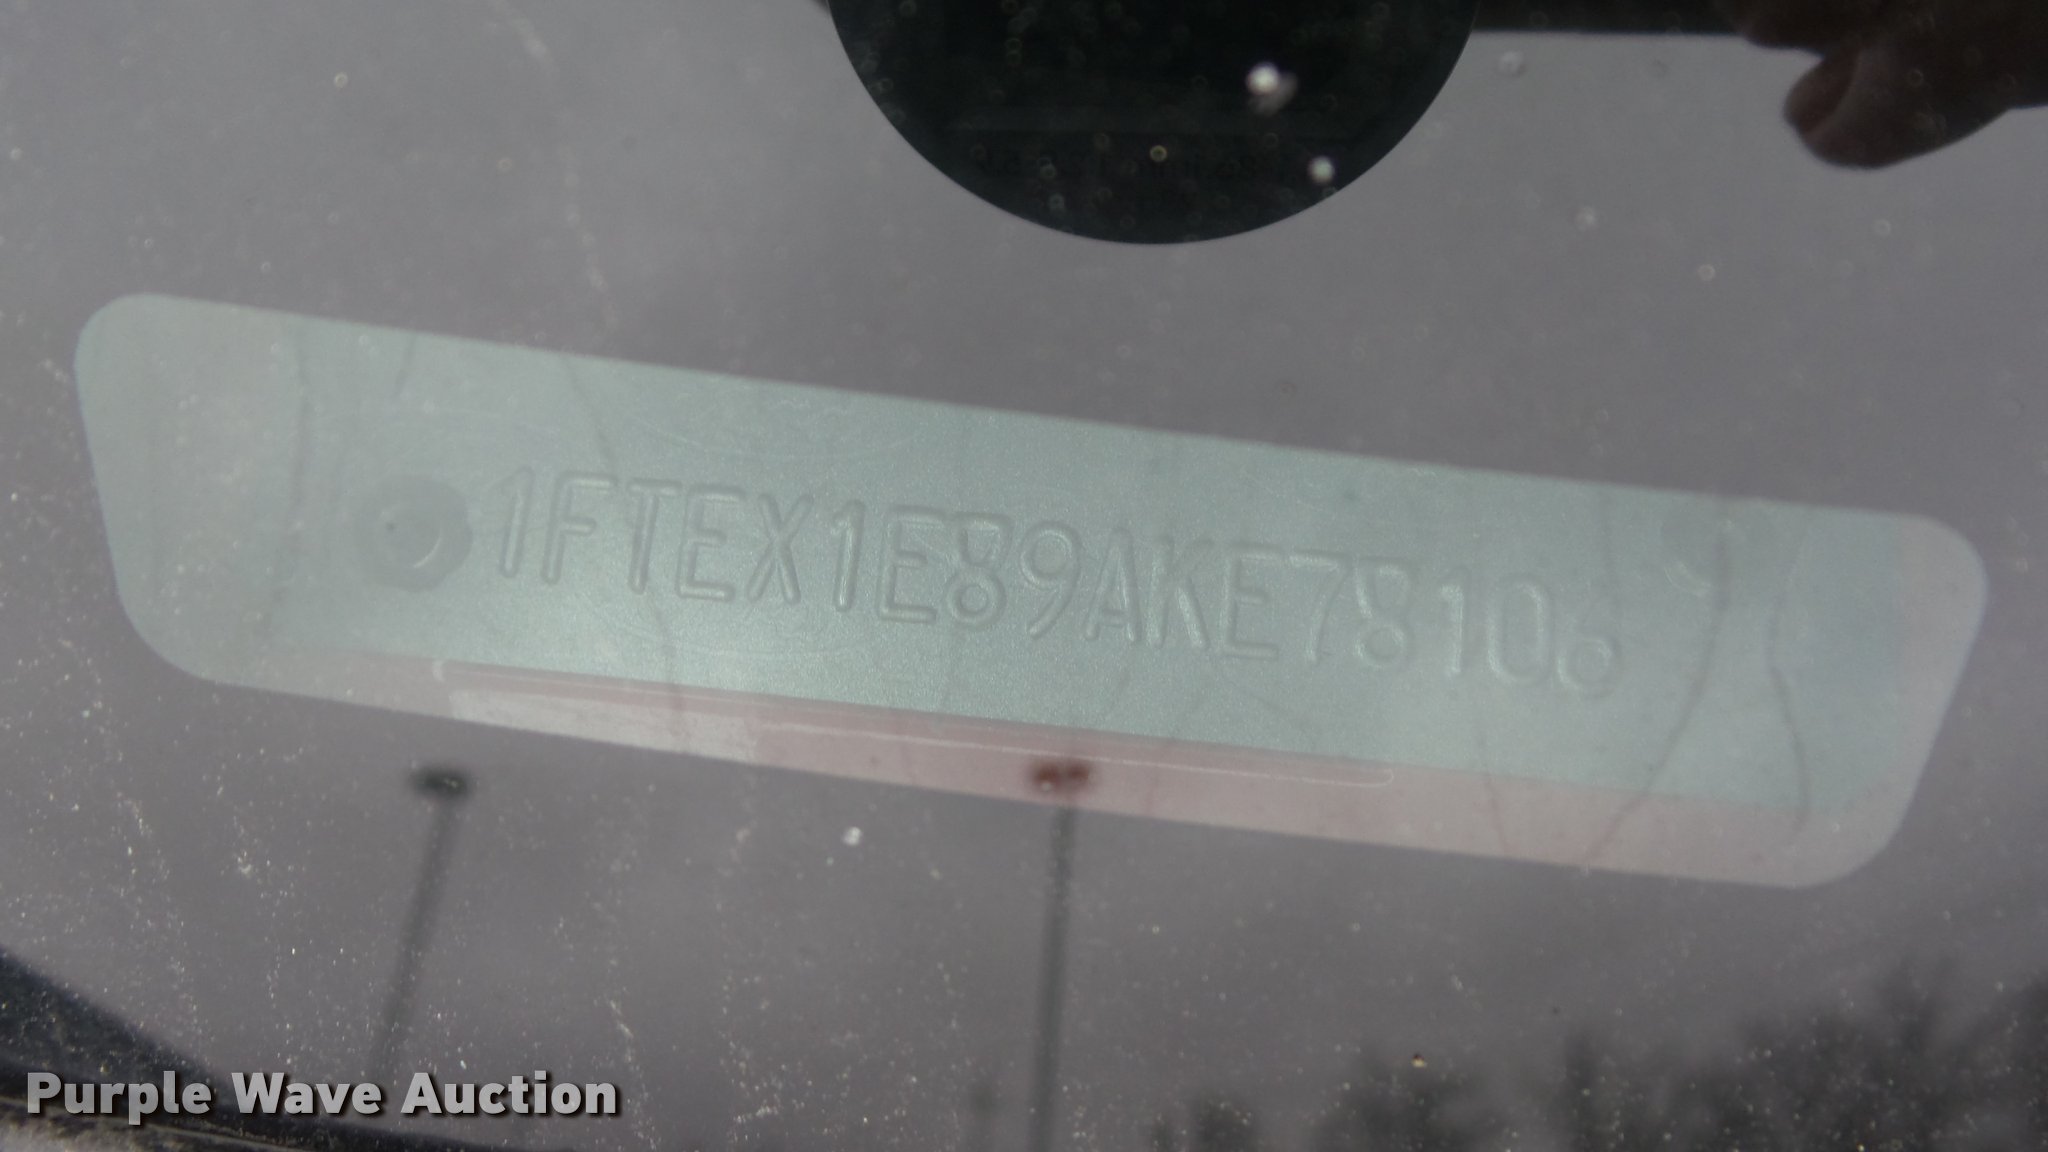 1FTEX1E89AKE78106
Purple Wave Auction